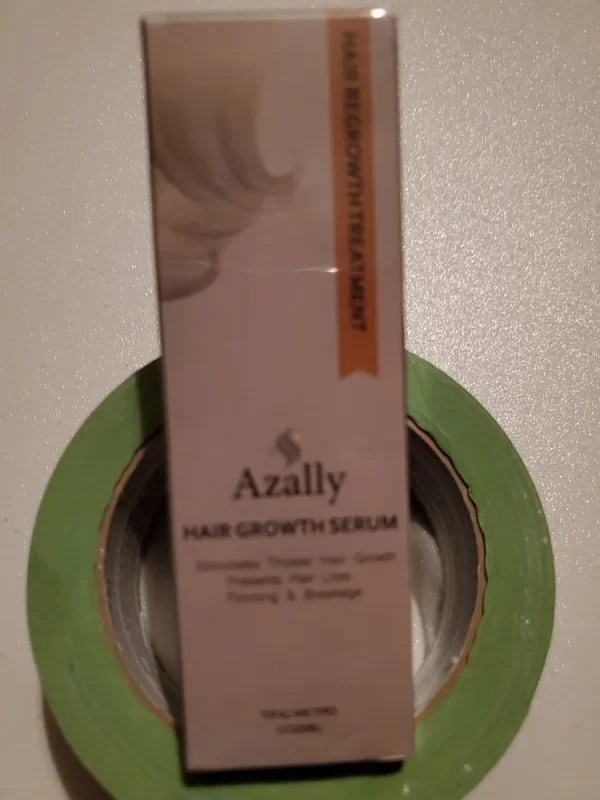 HAIR REGROWTH TREATMENT
Azally
HAIR GROWTH SERUM
Stimulates Thicker Hair Growth
Prevents Hair Loss
Thinning & Breakage